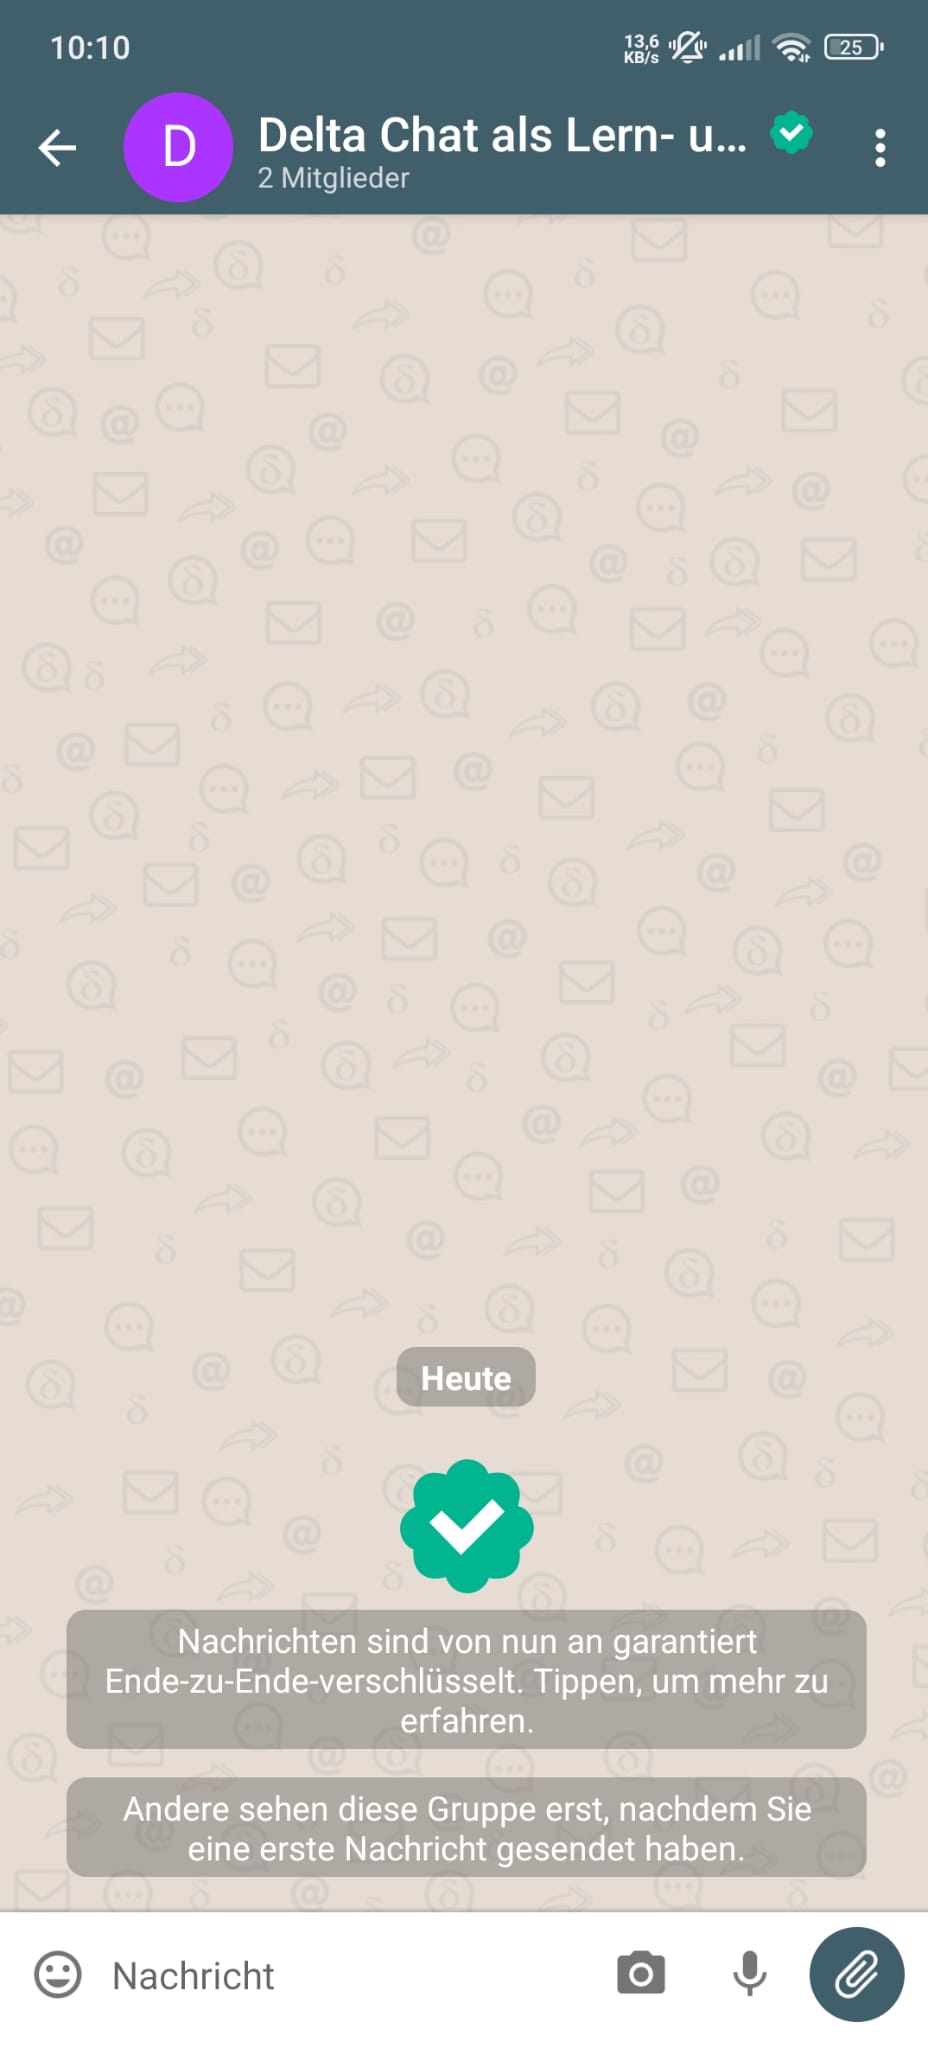 10:10
13,6
KB/s
25
D
Delta Chat als Lern- u...
2 Mitglieder
Heute
Nachrichten sind von nun an garantiert
Ende-zu-Ende-verschlüsselt. Tippen, um mehr zu
erfahren.
Andere sehen diese Gruppe erst, nachdem Sie
eine erste Nachricht gesendet haben.
Nachricht